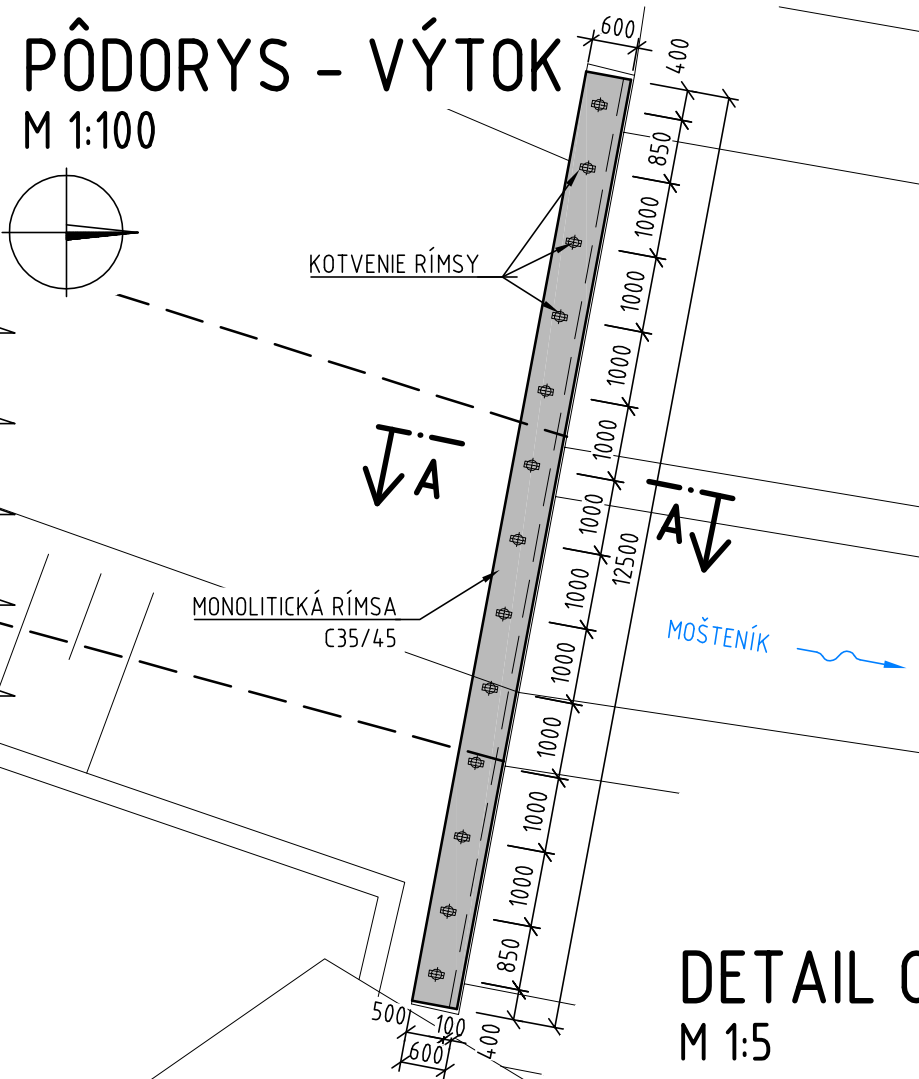 PÔDORYS - VÝTOK
M 1:100
600
400
850
1000
1000
1000
1000
1000
1000
1000
1000
1000
1000
850
400
12500
KOTVENIE RÍMSY
A
A
MONOLITICKÁ RÍMSA
C35/45
MOŠTENÍK
500
100
600
DETAIL
M 1:5